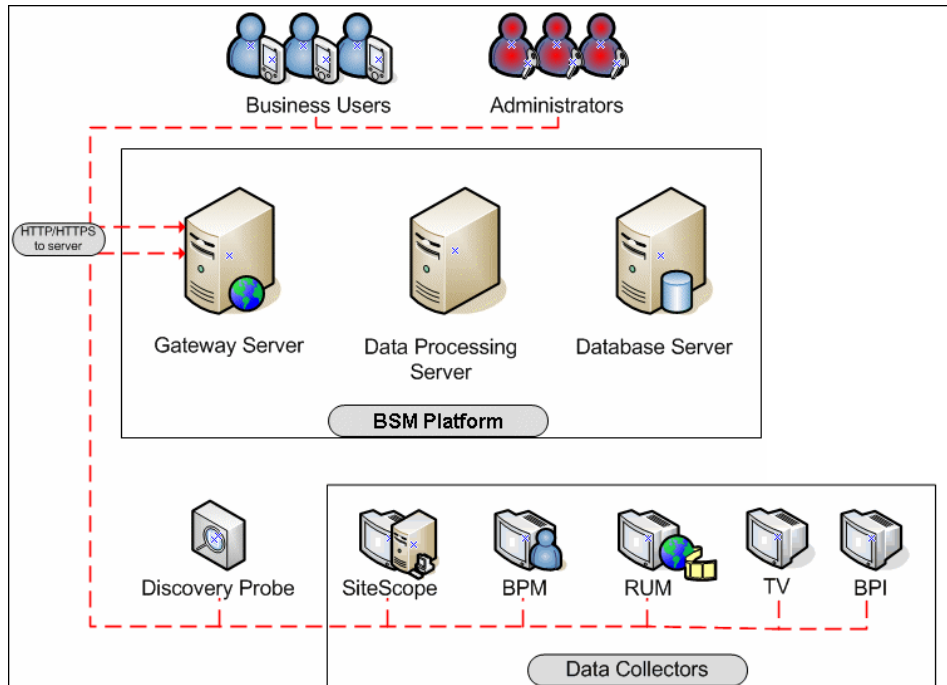 Business Users
Administrators
HTTP/HTTPS
to server
Gateway Server
Data Processing
Server
Database Server
BSM Platform
Discovery Probe
SiteScope
BPM
RUM
TV
BPI
Data Collectors